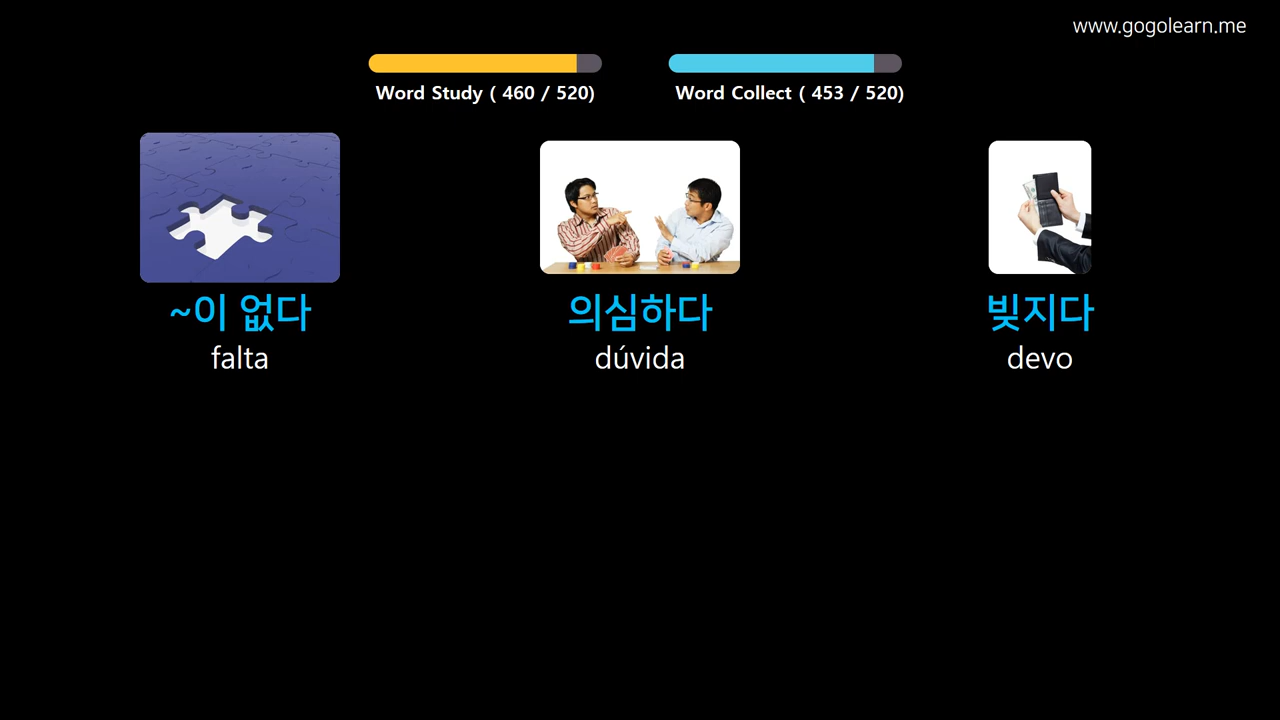 www.gogolearn.me
Word Study ( 460 / 520)
Word Collect ( 453 / 520)
~이 없다
falta
의심하다
dúvida
빚지다
devo